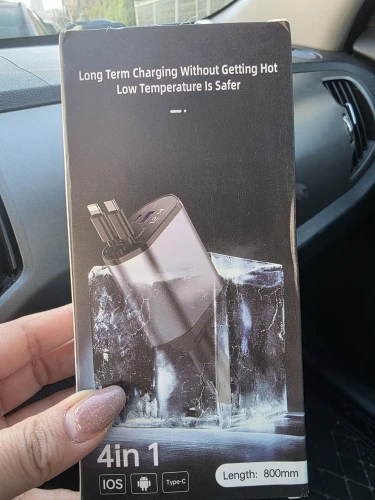 Long Term Charging Without Getting Hot
Low Temperature Is Safer
4in 1
IOS
Type-C
Length: 800mm